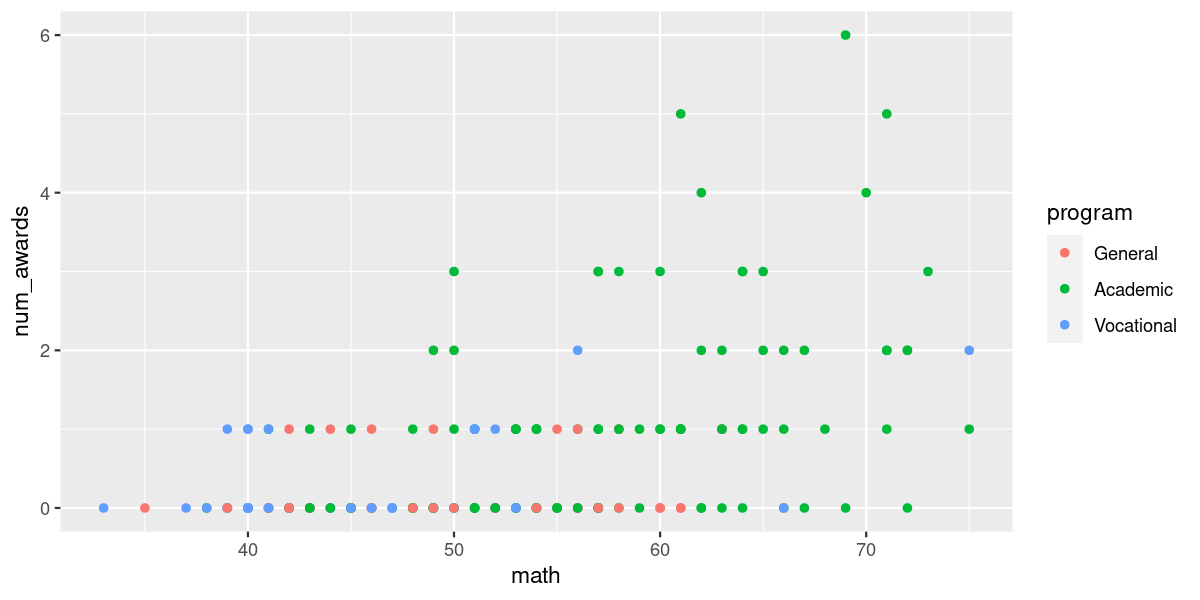 6
4
2
0
num_awards
40 50 60 70
math
program
General
Academic
Vocational